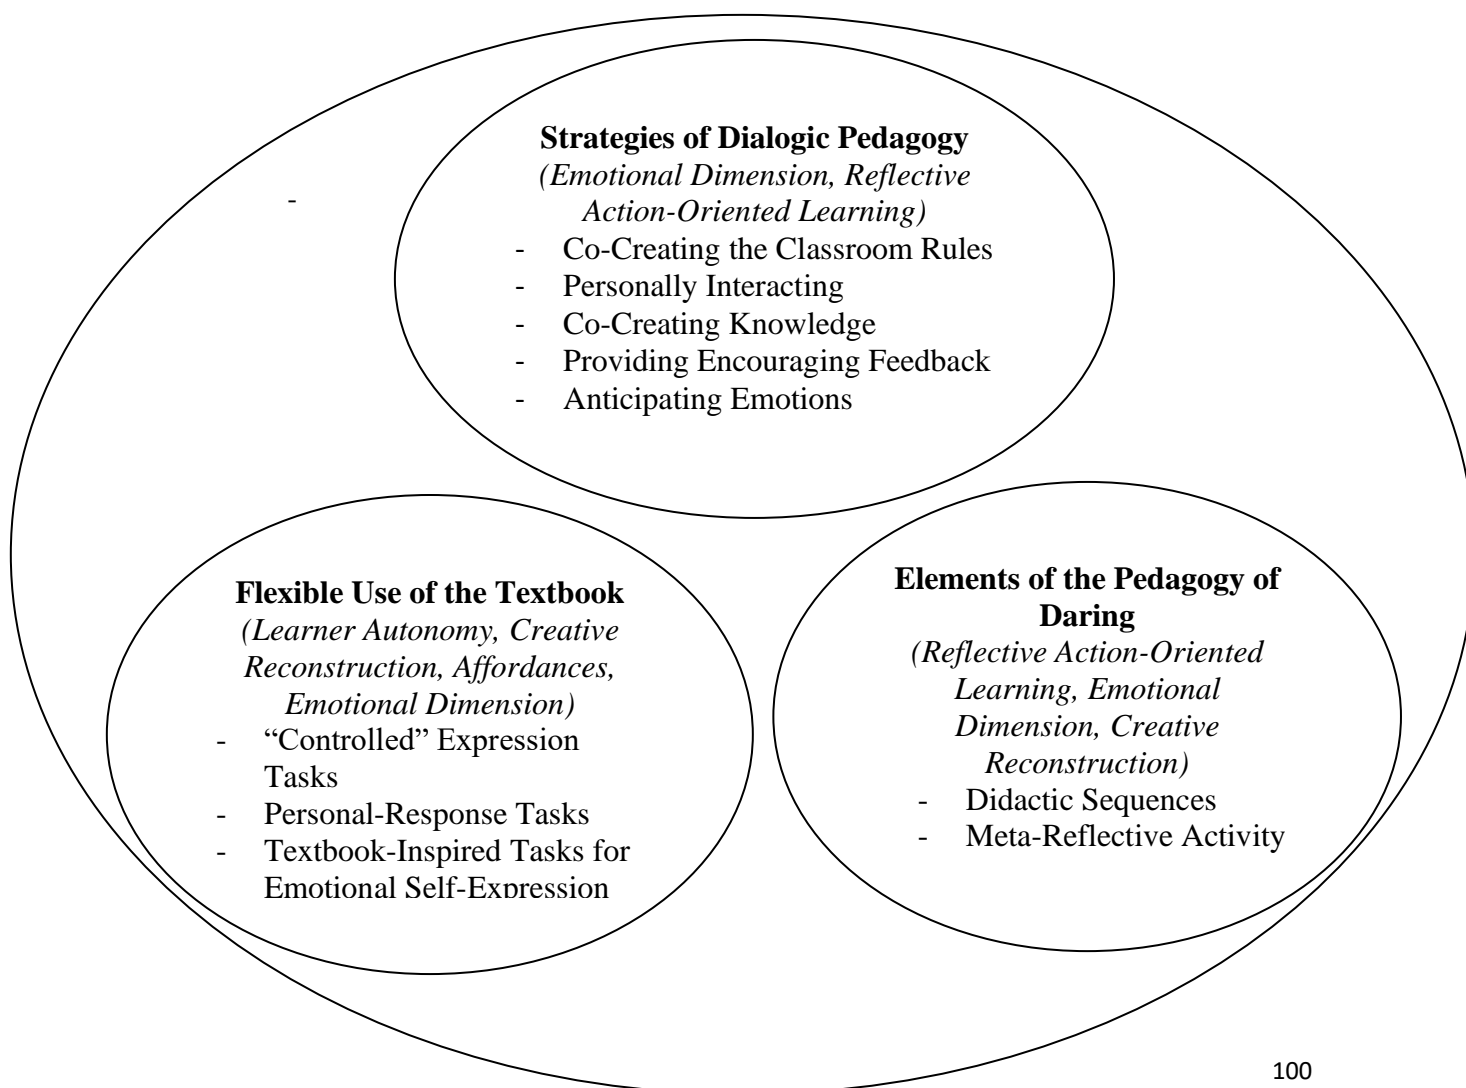 Strategies of Dialogic Pedagogy
(Emotional Dimension, Reflective
Action-Oriented Learning)
-
- Co-Creating the Classroom Rules
- Personally Interacting
- Co-Creating Knowledge
- Providing Encouraging Feedback
- Anticipating Emotions
Flexible Use of the Textbook
(Learner Autonomy, Creative
Reconstruction, Affordances,
Emotional Dimension)
- “Controlled” Expression
Tasks
- Personal-Response Tasks
- Textbook-Inspired Tasks for
Emotional Self-Expression
Elements of the Pedagogy of
Daring
(Reflective Action-Oriented
Learning, Emotional
Dimension, Creative
Reconstruction)
- Didactic Sequences
- Meta-Reflective Activity
100